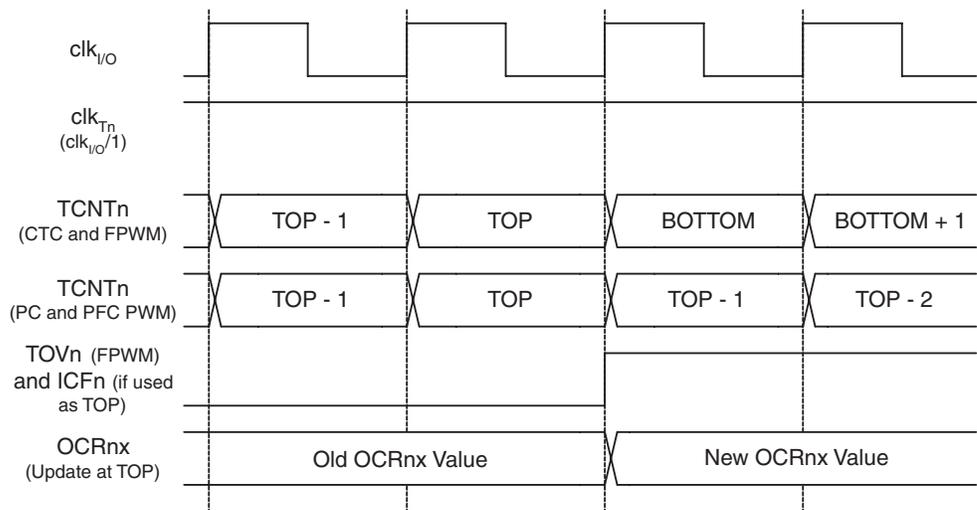 clkI/O
clkTn
(clkI/O/1)
TCNTn
(CTC and FPWM)
TOP - 1
TOP
BOTTOM
BOTTOM + 1
TCNTn
(PC and PFC PWM)
TOP - 1
TOP
TOP - 1
TOP - 2
TOVn (FPWM)
and ICFn (if used
as TOP)
OCRnx
(Update at TOP)
Old OCRnx Value
New OCRnx Value